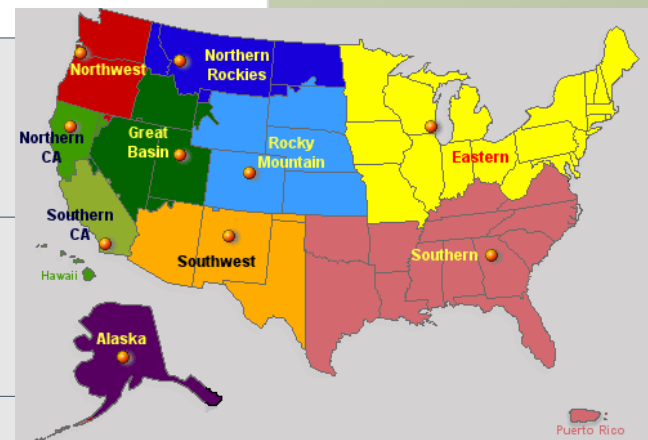 Northwest
Northern
Rockies
Northern
CA
Great
Basin
Rocky
Mountain
Eastern
Southern
CA
Southwest
Southern
Hawaii
Alaska
Puerto Rico